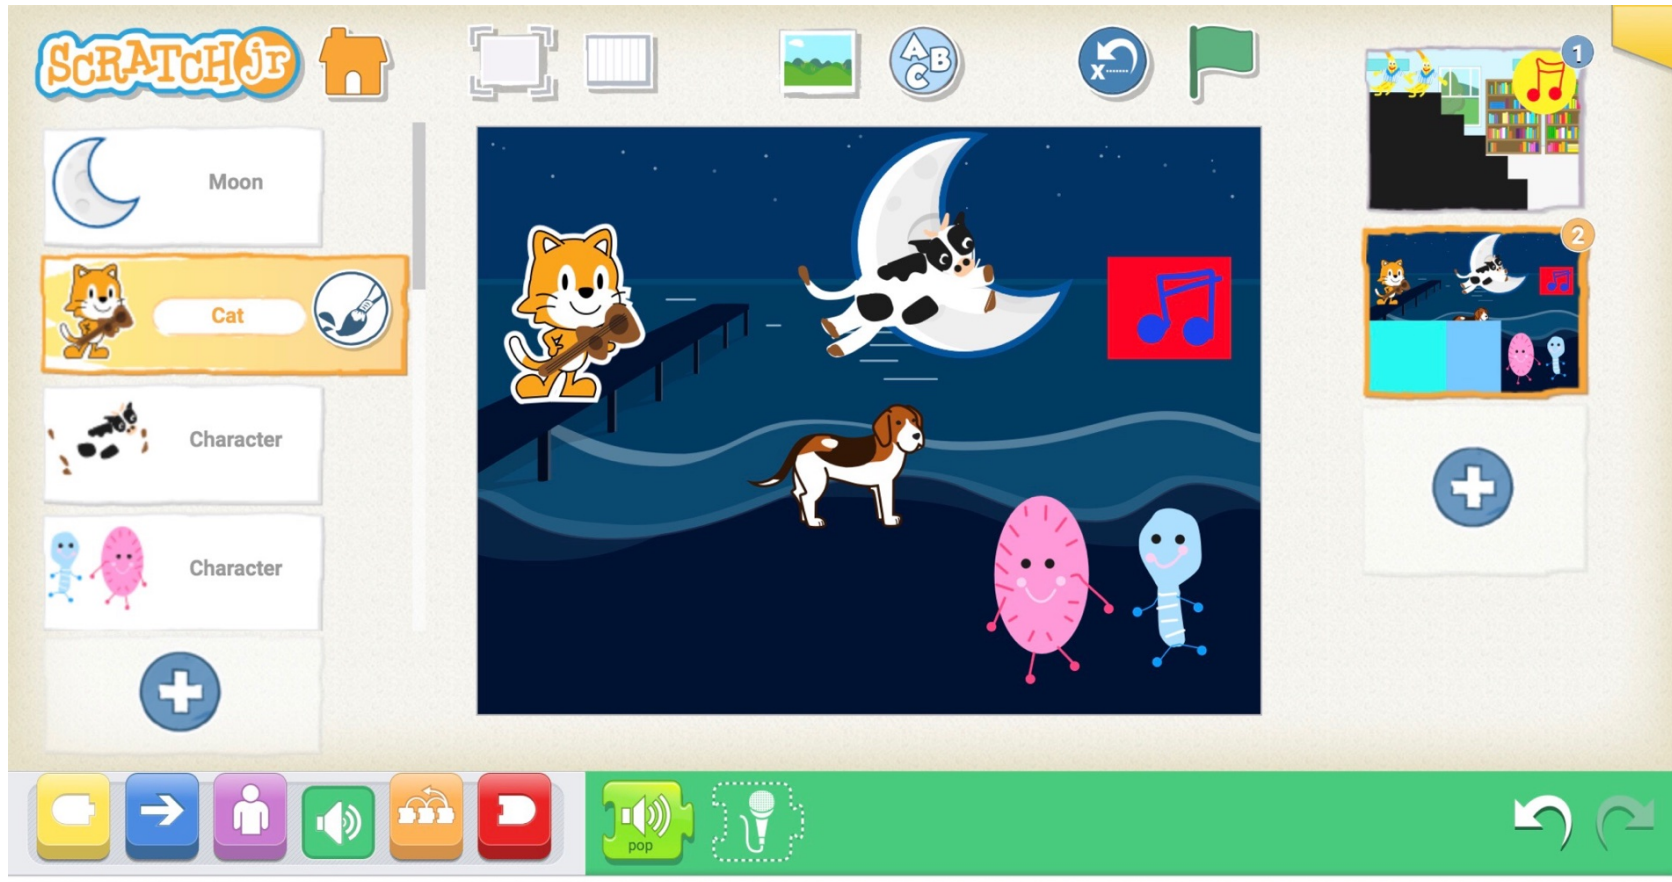 SCRATCHJr
A B C
x
1
Moon
2
Cat
Character
Character
pop